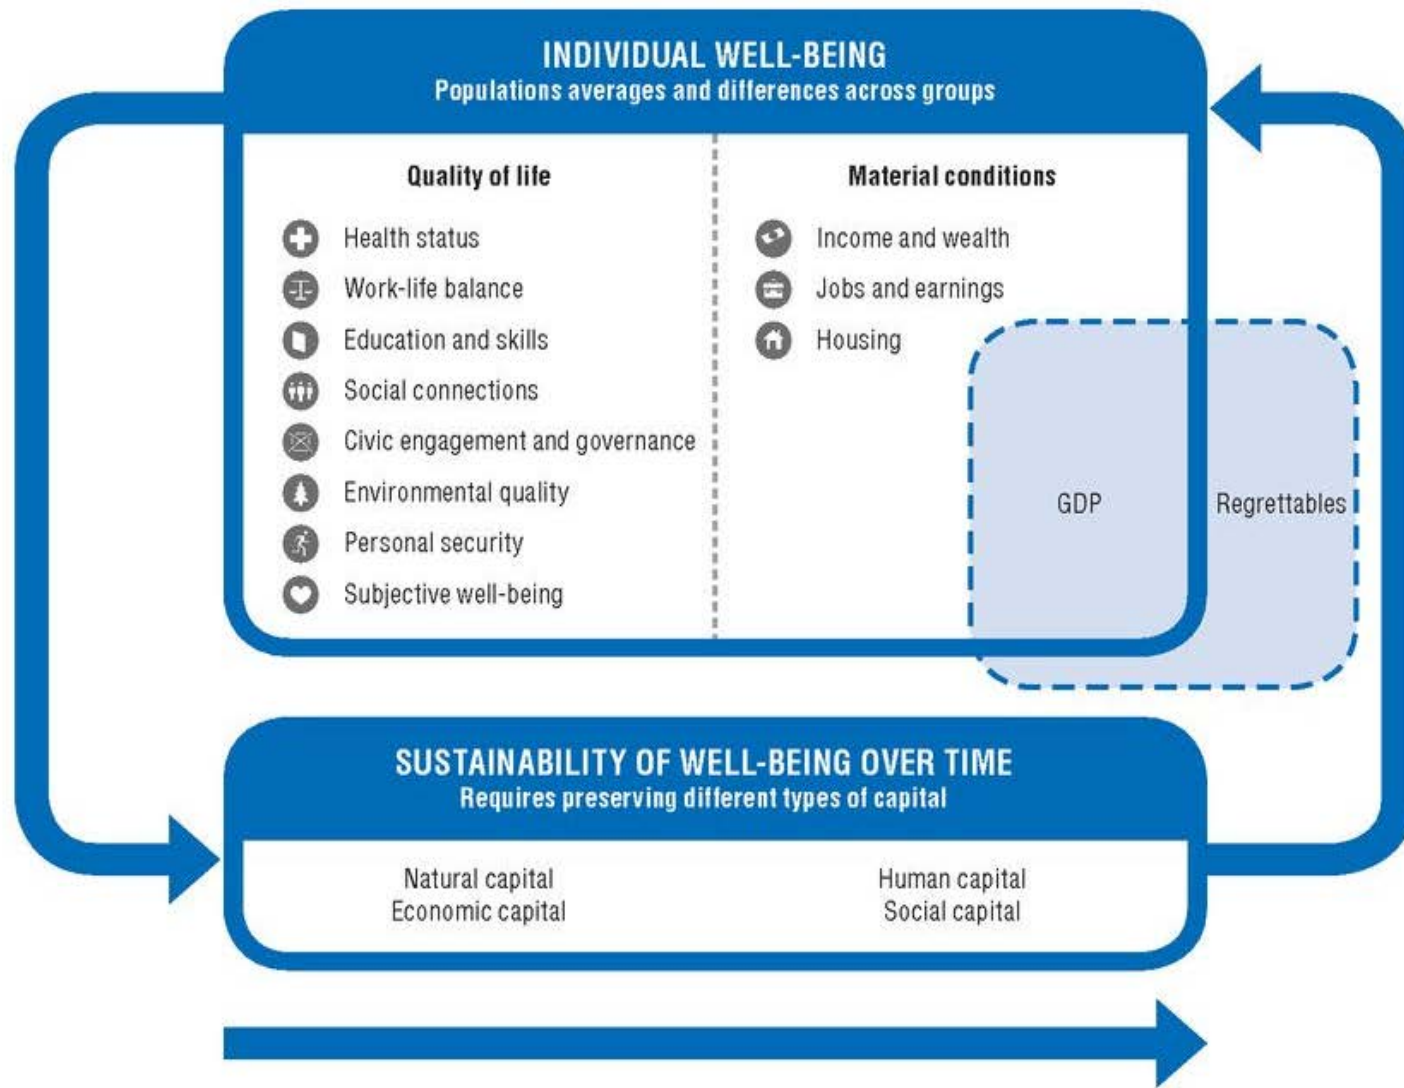 INDIVIDUAL WELL-BEING
Populations averages and differences across groups
Quality of life
Health status
Work-life balance
Education and skills
Social connections
Civic engagement and governance
Environmental quality
Personal security
Subjective well-being
Material conditions
Income and wealth
Jobs and earnings
Housing
GDP
Regrettables
SUSTAINABILITY OF WELL-BEING OVER TIME
Requires preserving different types of capital
Natural capital
Economic capital
Human capital
Social capital